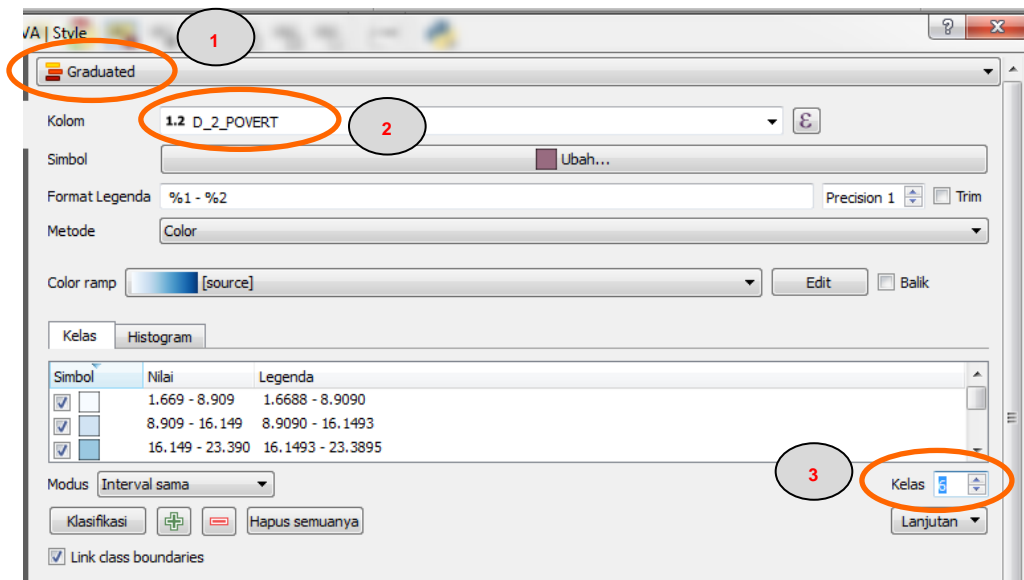 VA | Style
1
Graduated
Kolom 1.2 D_2_POVERT ε
2
Simbol Ubah...
Format Legenda %1 - %2 Precision 1 Trim
Metode Color
Color ramp [source] Edit Balik
Kelas Histogram
Simbol Nilai Legenda
1.669 - 8.909 1.6688 - 8.9090
8.909 - 16.149 8.9090 - 16.1493
16.149 - 23.390 16.1493 - 23.3895
3
Modus Interval sama Kelas 6
Klasifikasi Hapus semuanya Lanjutan
Link class boundaries